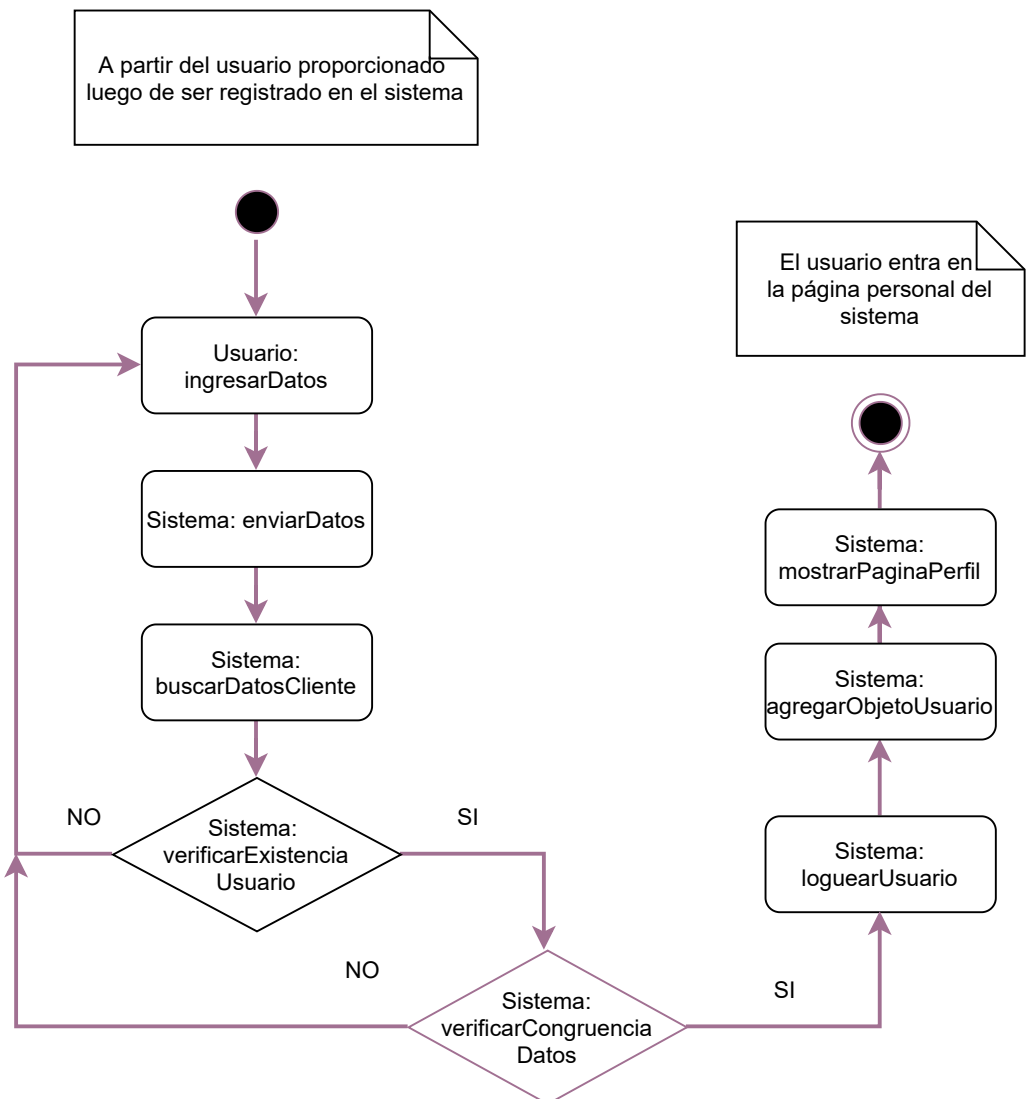 A partir del usuario proporcionado
luego de ser registrado en el sistema
El usuario entra en
la página personal del
sistema
Usuario:
ingresarDatos
Sistema: enviarDatos
Sistema:
buscarDatosCliente
NO
Sistema:
verificarExistencia
Usuario
SI
NO
Sistema:
verificarCongruencia
Datos
SI
Sistema:
loguearUsuario
Sistema:
agregarObjetoUsuario
Sistema:
mostrarPaginaPerfil